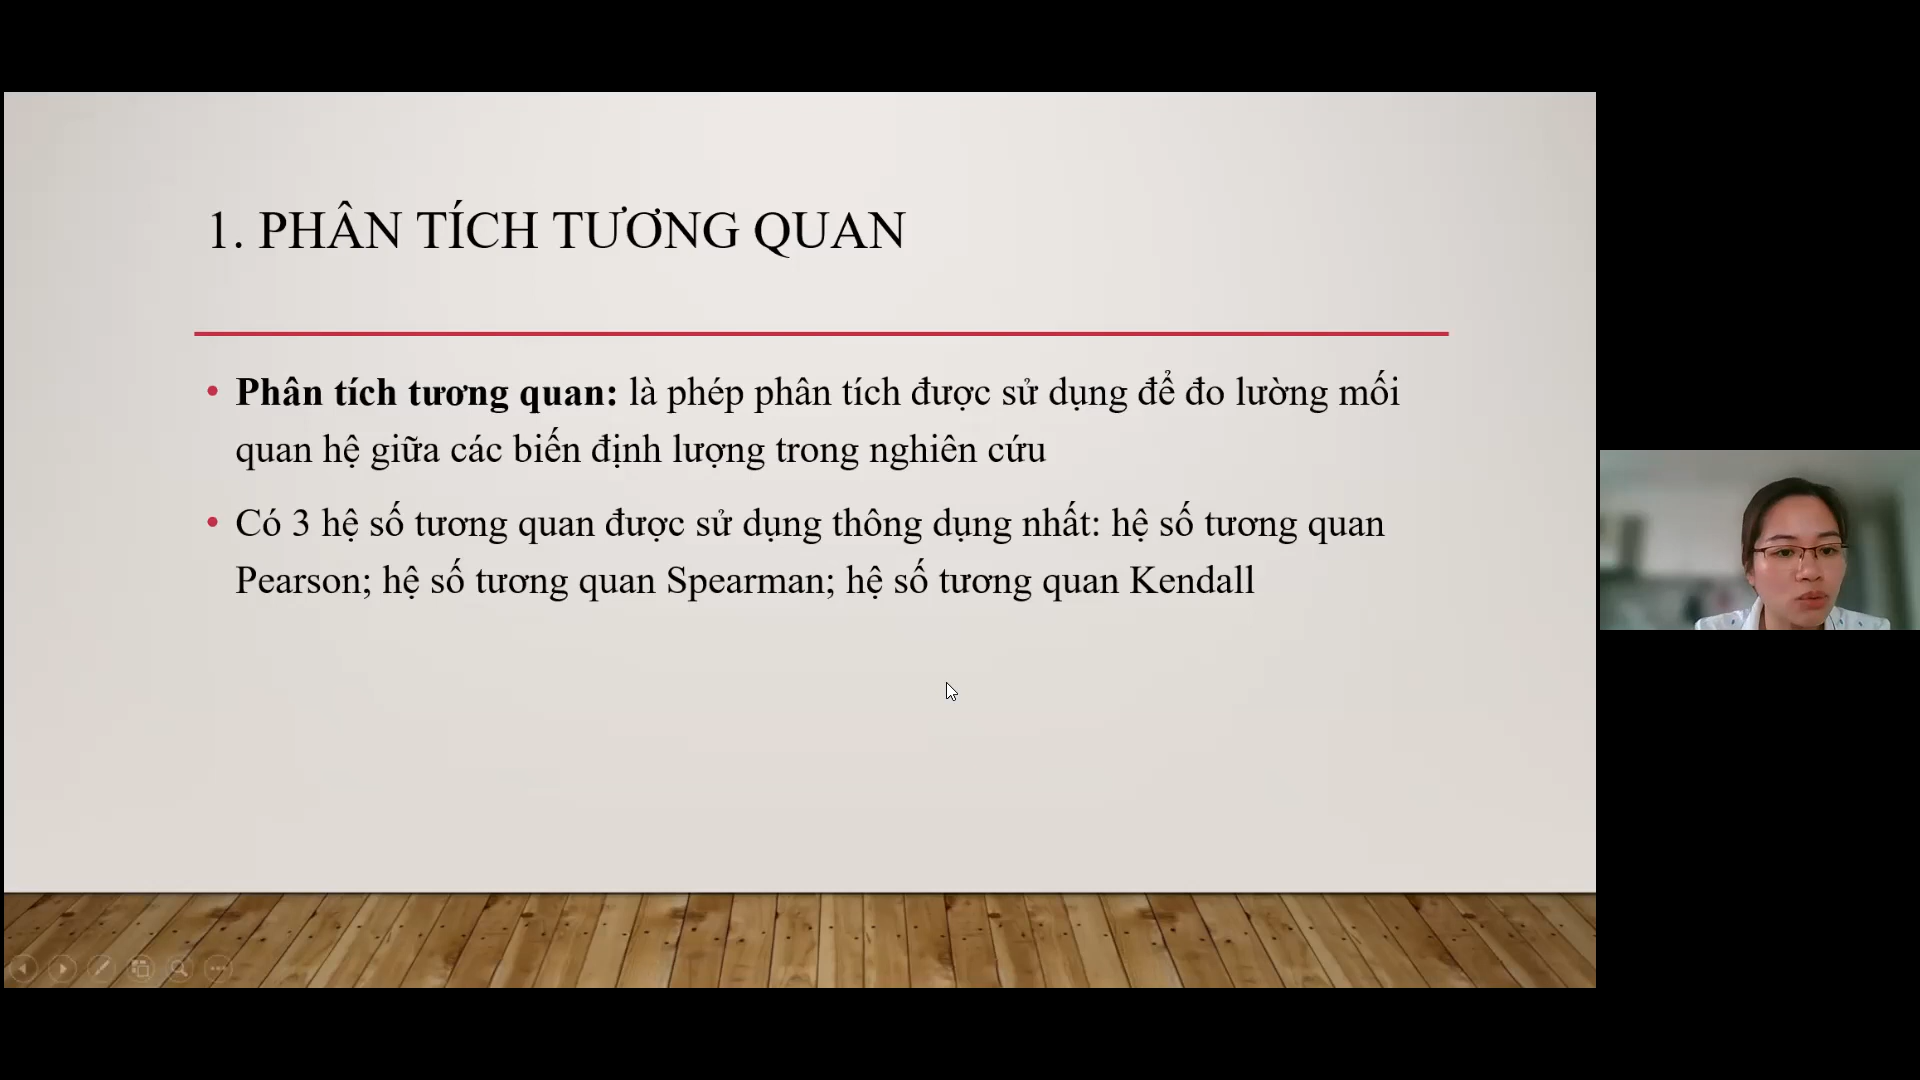 1. PHÂN TÍCH TƯƠNG QUAN
• Phân tích tương quan: là phép phân tích được sử dụng để đo lường mối
quan hệ giữa các biến định lượng trong nghiên cứu
• Có 3 hệ số tương quan được sử dụng thông dụng nhất: hệ số tương quan
Pearson; hệ số tương quan Spearman; hệ số tương quan Kendall